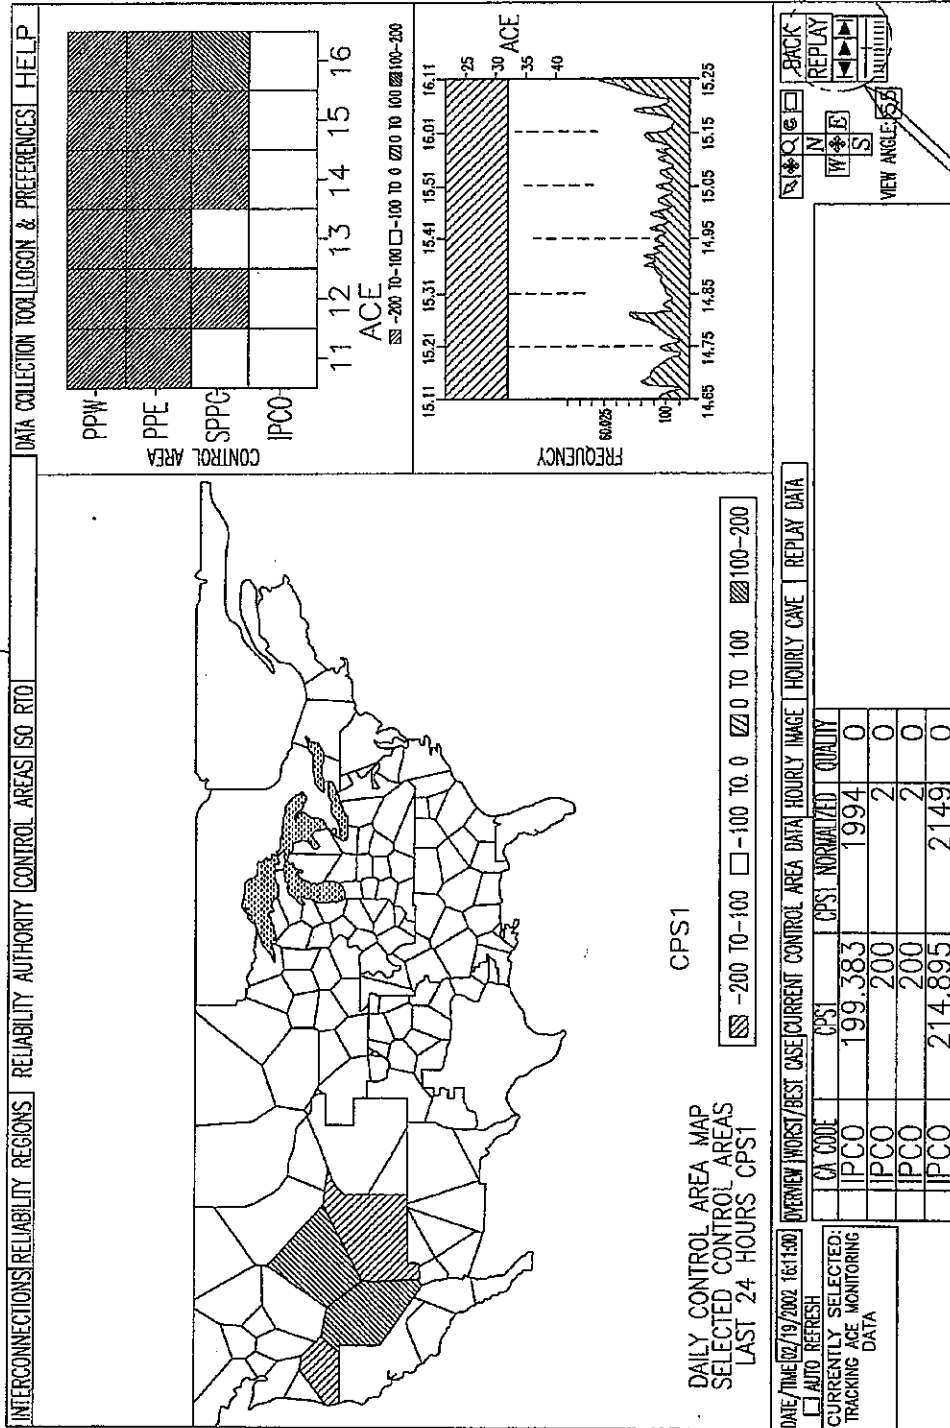 INTERCONNECTIONS RELIABILITY REGIONS RELIABILITY AUTHORITY CONTROL AREAS ISO RTO DATA COLLECTION TOOL LOGON & PREFERENCES HELP
CPS1
DAILY CONTROL AREA MAP
SELECTED CONTROL AREAS
LAST 24 HOURS CPS1
-200 TO-100 -100 TO. 0 0 TO 100 100-200
CONTROL AREA
PPW
PPE
SPPC
IPCO
11 12 13 14 15 16
ACE
-200 TO-100 -100 TO 0 0 TO 100 100-200
15.11 15.21 15.31 15.41 15.51 16.01 16.11
FREQUENCY
60.025
100
-25
-30
-35
-40
ACE
14.65 14.75 14.85 14.95 15.05 15.15 15.25
DATE/TIME 02/19/2002 16:11:00
AUTO REFRESH
CURRENTLY SELECTED:
TRACKING ACE MONITORING
DATA
OVERVIEW WORST/BEST CASE CURRENT CONTROL AREA DATA HOURLY IMAGE HOURLY CAVE REPLAY DATA
CA CODE CPS1 CPS1 NORMALIZED QUALITY
IPCO 199.383 1994 0
IPCO 200 2 0
IPCO 200 2 0
IPCO 214.895 2149 0
BACK
REPLAY
N
W E
S
VIEW ANGLE: